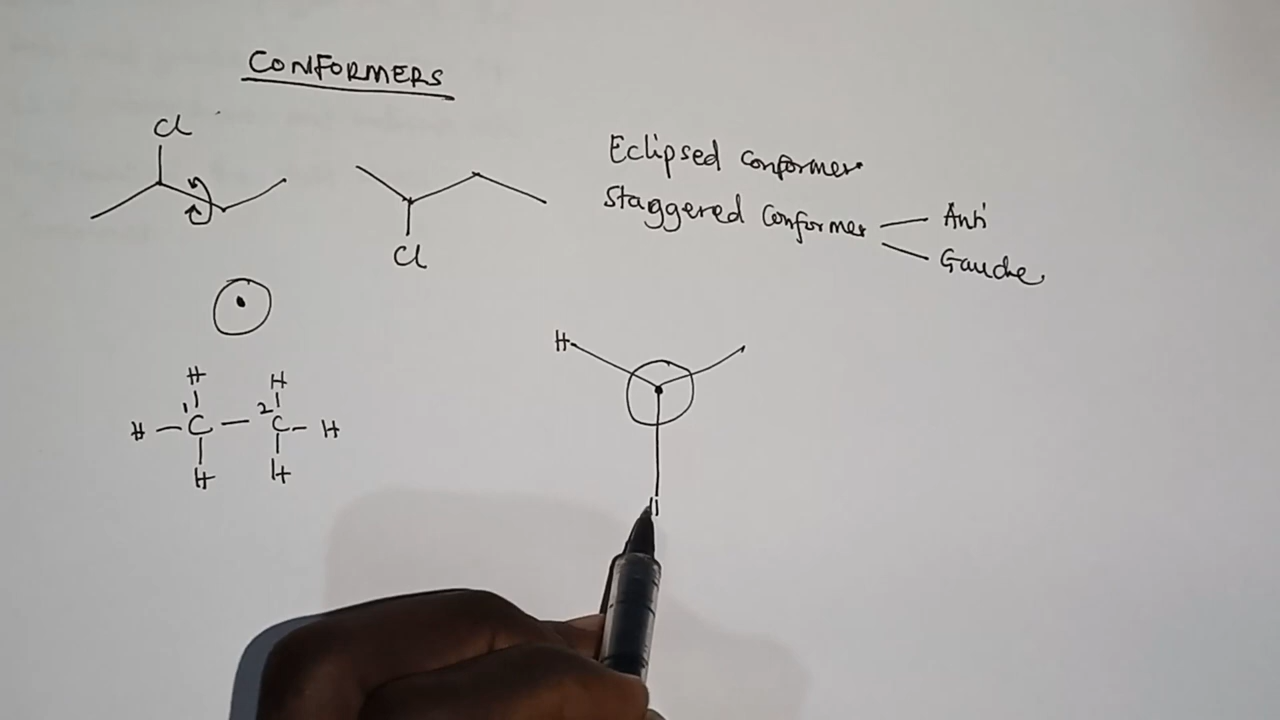 CONFORMERS
Cl
Cl
Eclipsed conformer
Staggered conformer
Anti
Gauche
H H
H 1 C 2 C H
H H
H